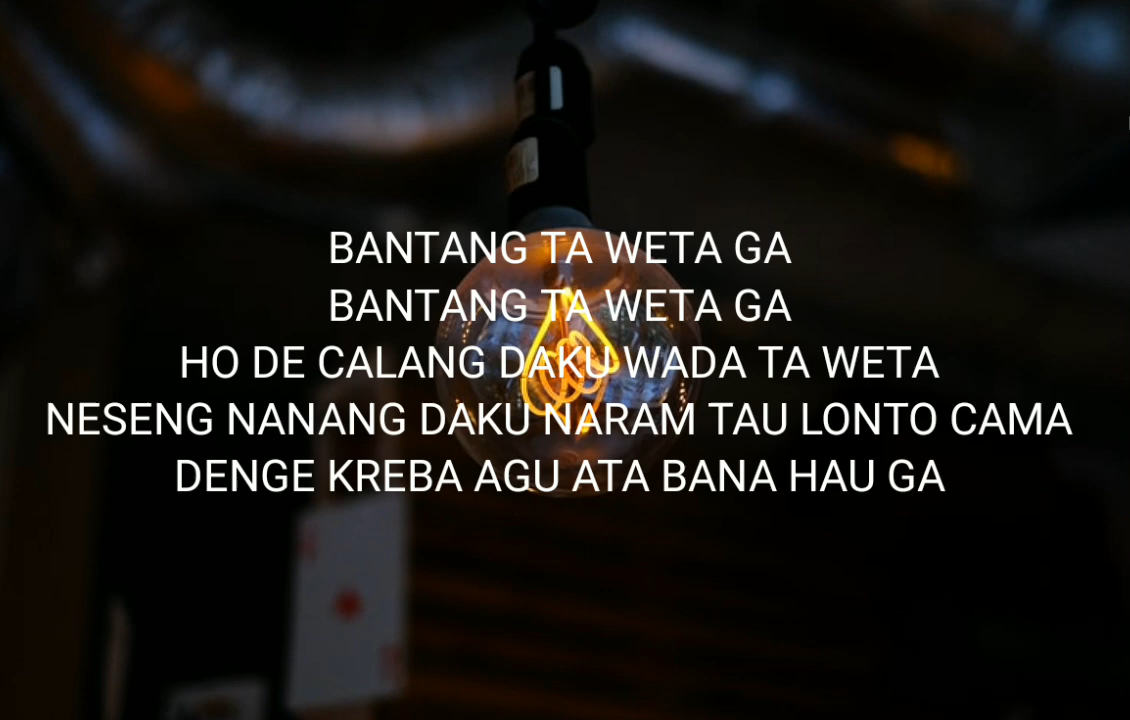 BANTANG TA WETA GA
BANTANG TA WETA GA
HO DE CALANG DAKU WADA TA WETA
NESENG NANANG DAKU NARAM TAU LONTO CAMA
DENGE KREBA AGU ATA BANA HAU GA